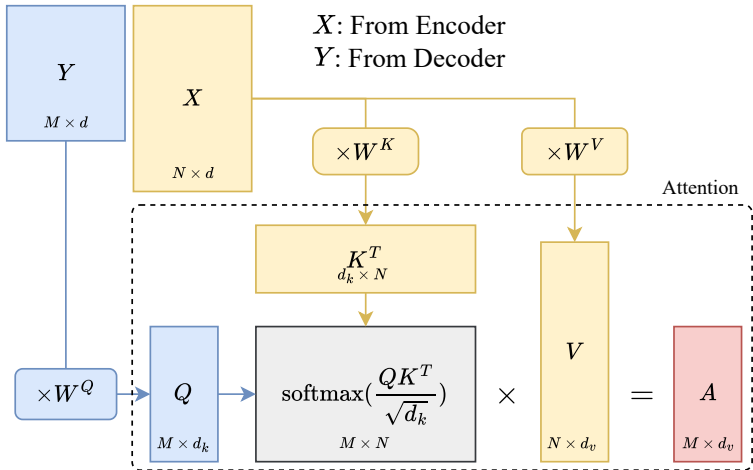 X: From Encoder
Y: From Decoder
Y
M × d
X
N × d
×W^K
×W^V
Attention
K^T
d_k × N
×W^Q
Q
M × d_k
softmax(QK^T / √d_k)
M × N
×
V
N × d_v
=
A
M × d_v